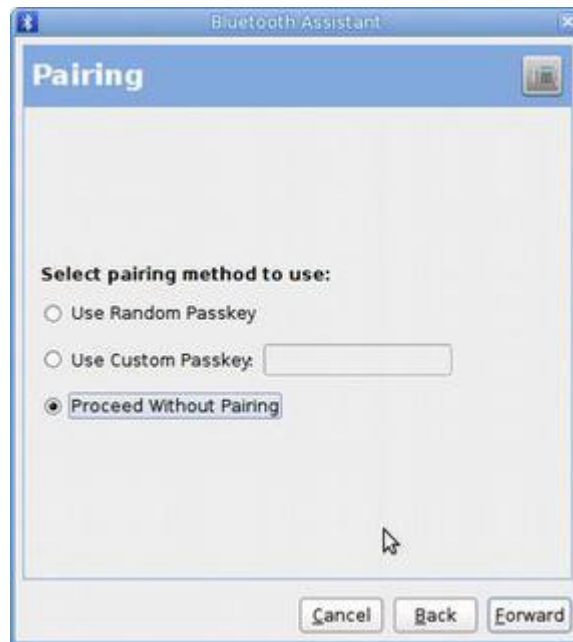 Bluetooth Assistant
Pairing
Select pairing method to use:
Use Random Passkey
Use Custom Passkey:
Proceed Without Pairing
Cancel Back Forward